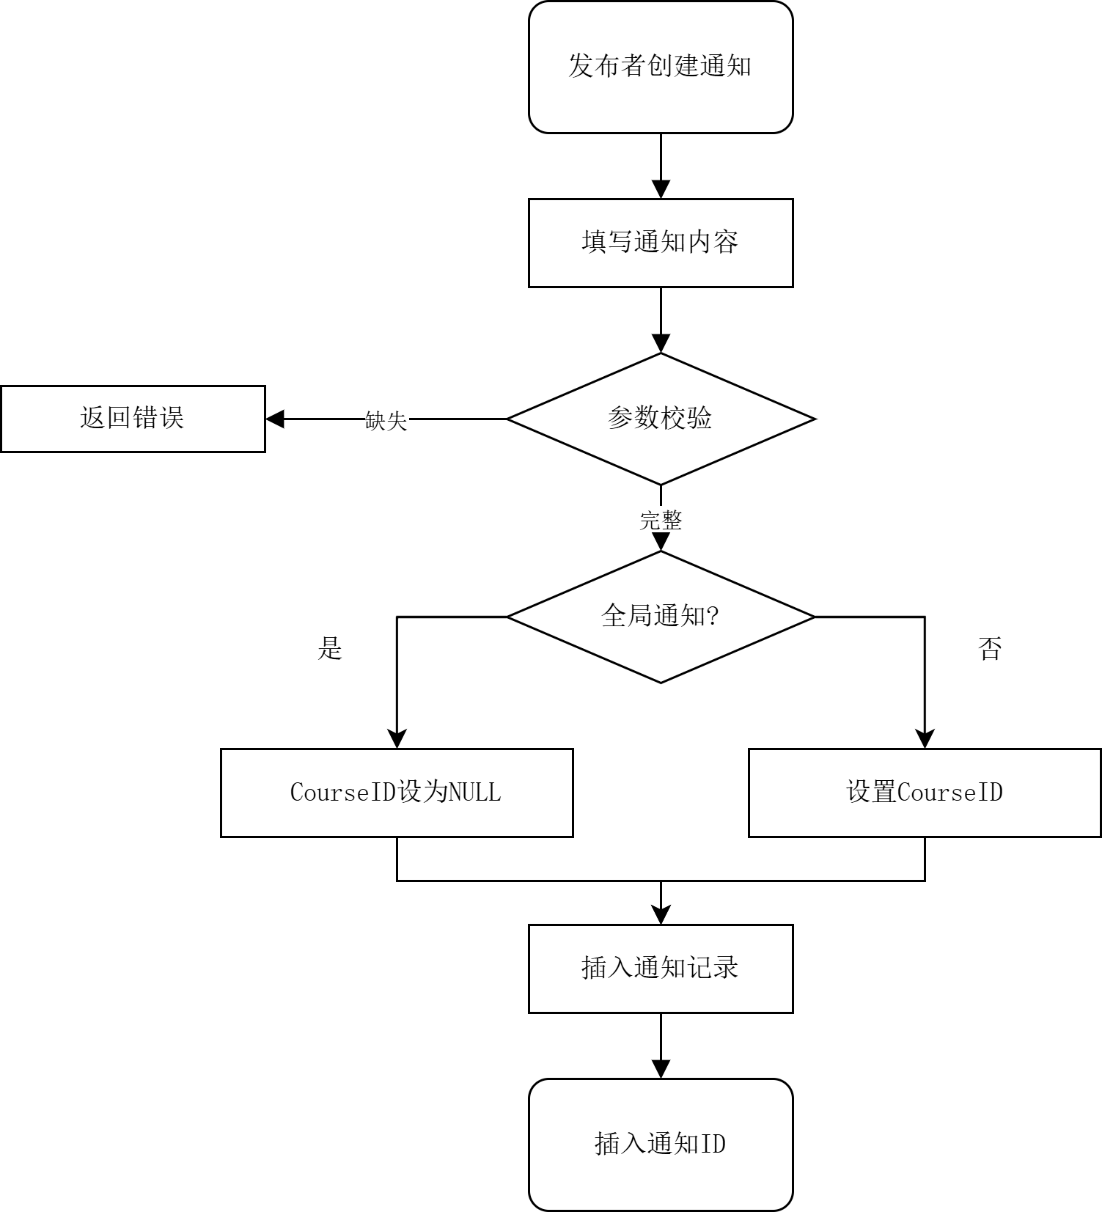 发布者创建通知
填写通知内容
参数校验
缺失
返回错误
完整
全局通知?
是
否
CourseID设为NULL
设置CourseID
插入通知记录
插入通知ID